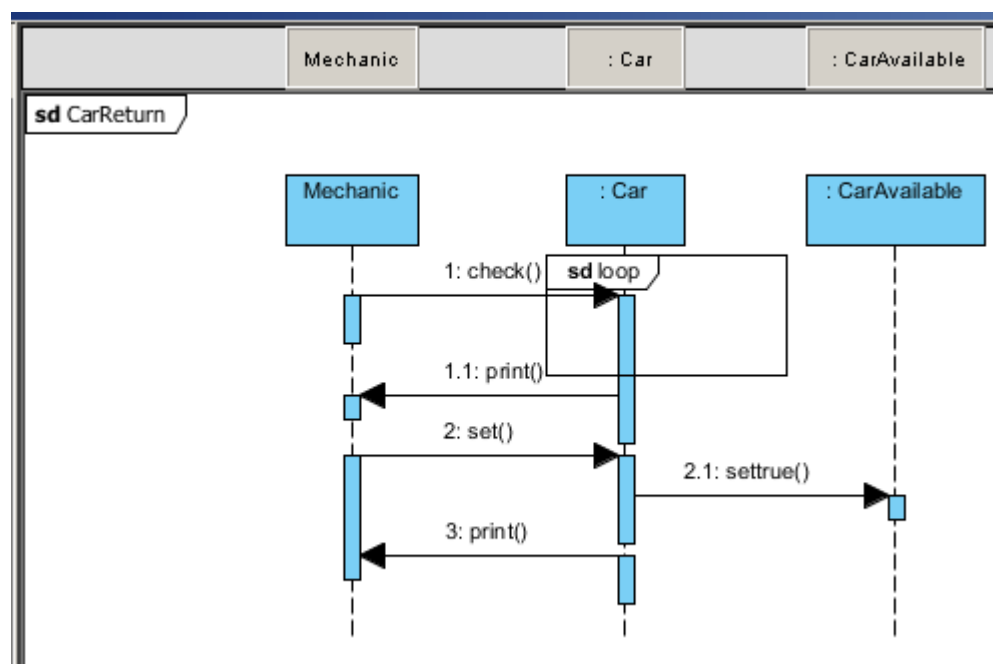 Mechanic : Car : CarAvailable
sd CarReturn
Mechanic : Car : CarAvailable
1: check() sd loop
1.1: print()
2: set()
2.1: settrue()
3: print()